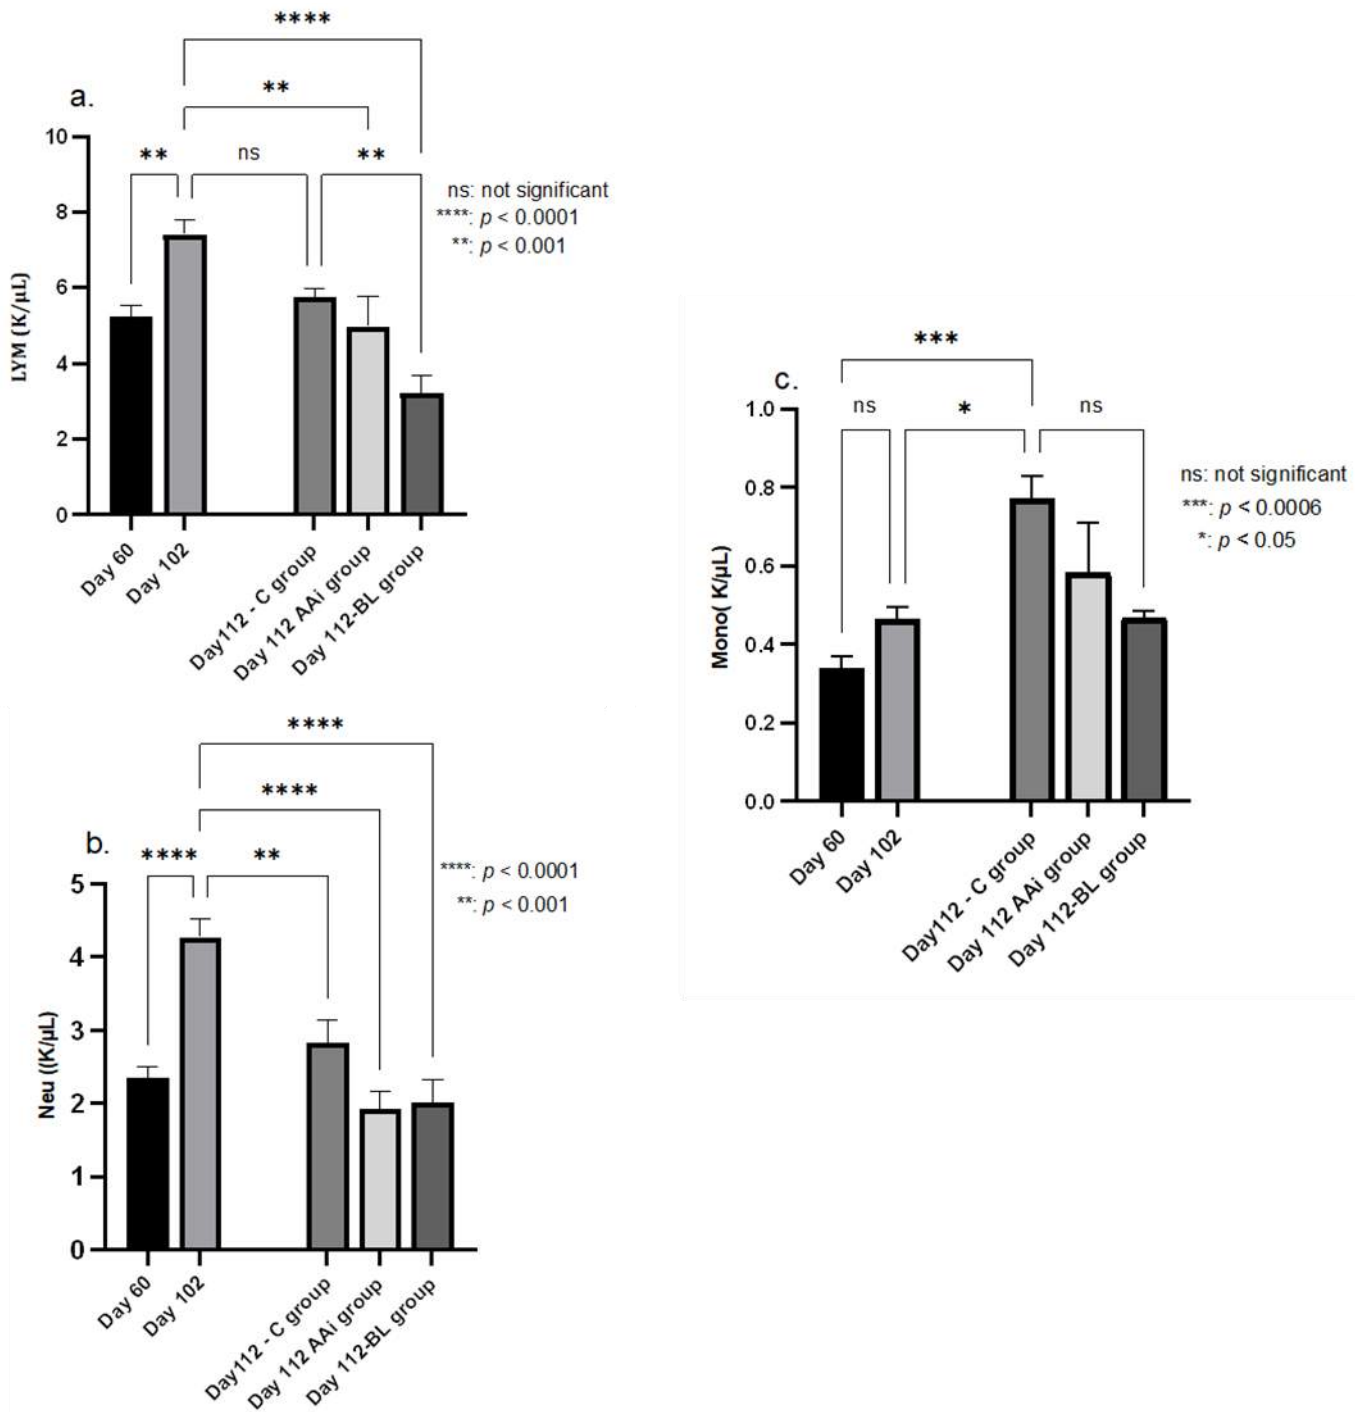 ****
**
a.
10
** ns **
8
6
4
2
0
LYM (K/µL)
ns: not significant
****: p < 0.0001
**: p < 0.001
Day 60
Day 102
Day112 - C group
Day 112 AAi group
Day 112-BL group
****
****
b.
**** **
5
4
3
2
1
0
Neu ((K/µL)
****: p < 0.0001
**: p < 0.001
Day 60
Day 102
Day112 - C group
Day 112 AAi group
Day 112-BL group
***
c.
ns * ns
1.0
0.8
0.6
0.4
0.2
0.0
Mono( K/µL)
ns: not significant
***: p < 0.0006
*: p < 0.05
Day 60
Day 102
Day112 - C group
Day 112 AAi group
Day 112-BL group